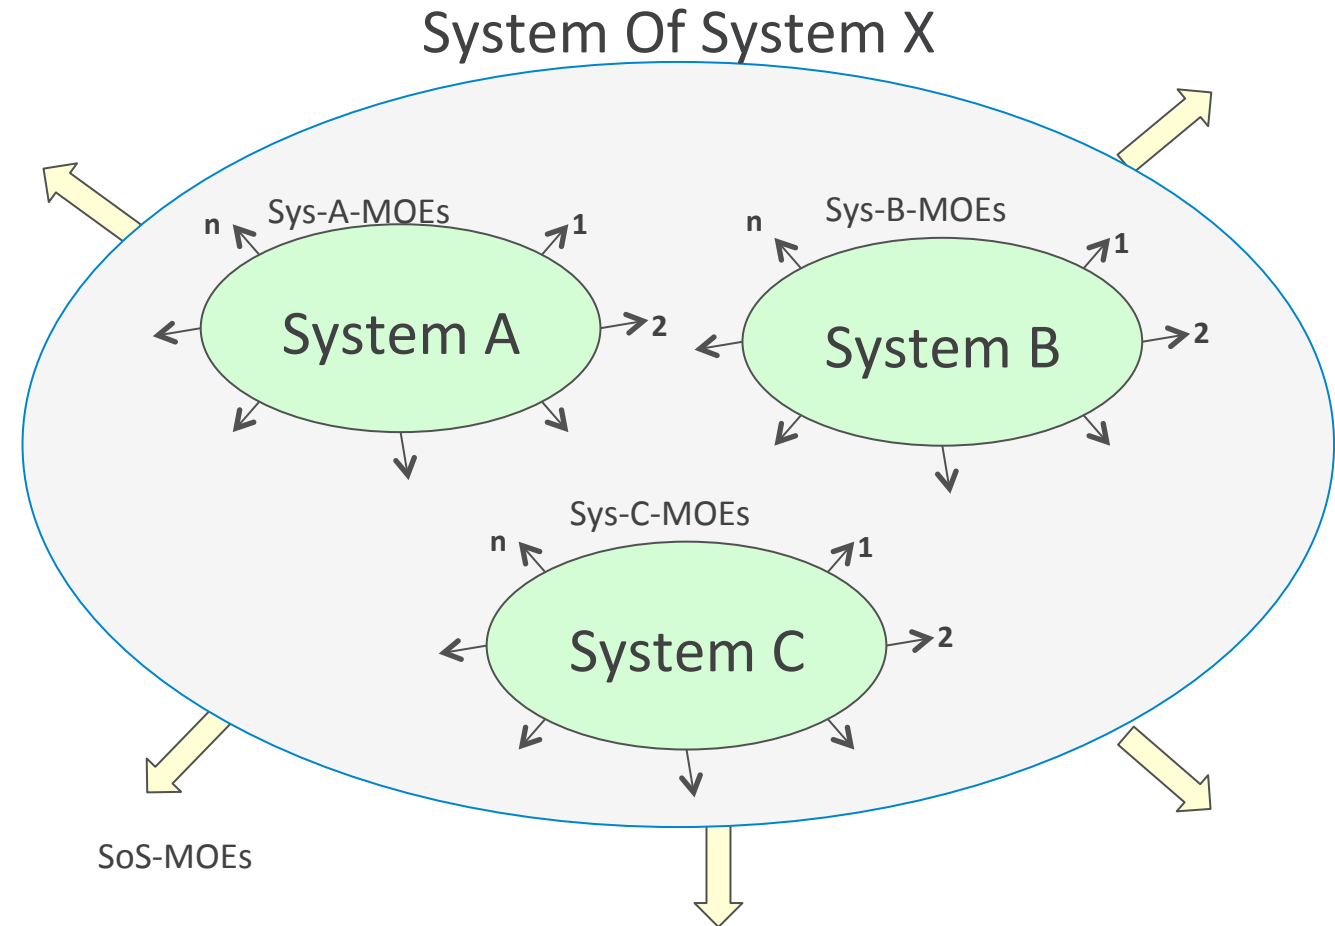 System Of System X
Sys-A-MOEs
n
1
System A
2
Sys-B-MOEs
n
1
System B
2
Sys-C-MOEs
n
1
System C
2
SoS-MOEs